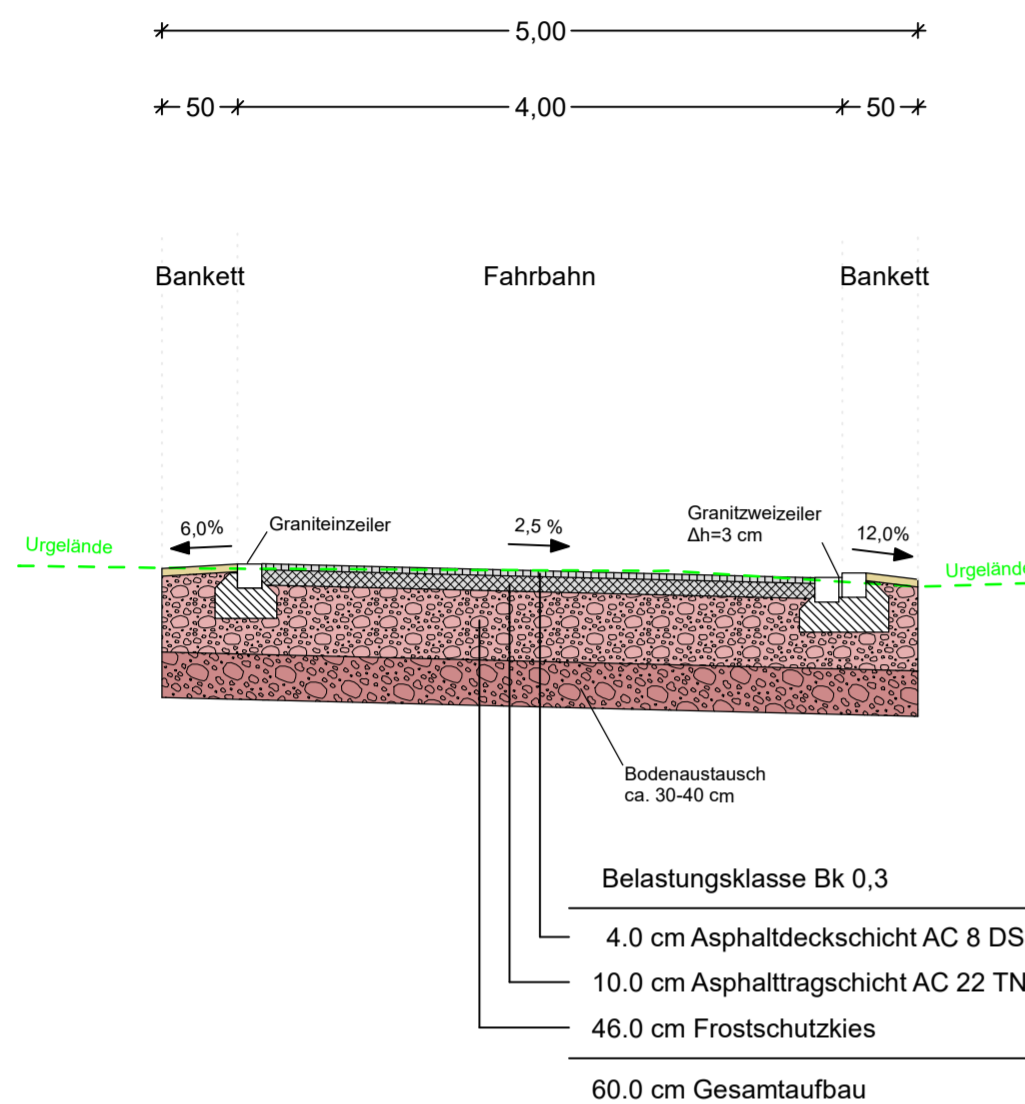 5,00
50 4,00 50
Bankett Fahrbahn Bankett
6,0% Graniteinzeiler 2,5 % Granitzweizeiler
Δh=3 cm 12,0%
Urgelände Urgelände
Bodenaustausch
ca. 30-40 cm
Belastungsklasse Bk 0,3
4.0 cm Asphaltdeckschicht AC 8 DS
10.0 cm Asphalttragschicht AC 22 TN
46.0 cm Frostschutzkies
60.0 cm Gesamtaufbau